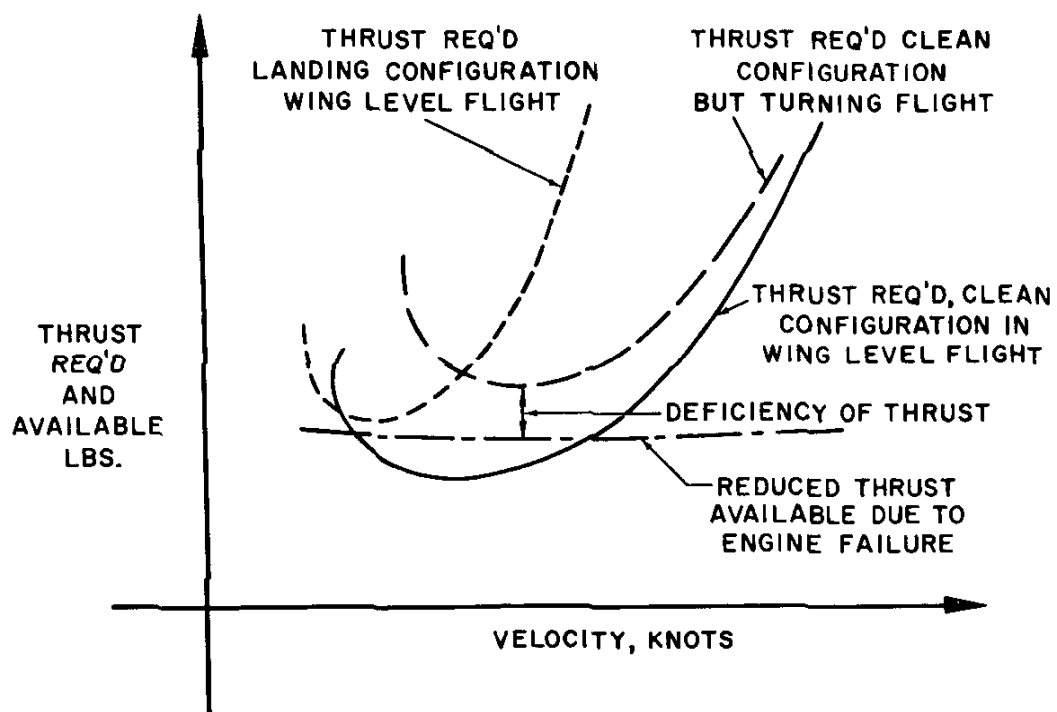 THRUST REQ'D
LANDING CONFIGURATION
WING LEVEL FLIGHT
THRUST REQ'D CLEAN
CONFIGURATION
BUT TURNING FLIGHT
THRUST REQ'D, CLEAN
CONFIGURATION IN
WING LEVEL FLIGHT
THRUST
REQ'D
AND
AVAILABLE
LBS.
DEFICIENCY OF THRUST
REDUCED THRUST
AVAILABLE DUE TO
ENGINE FAILURE
VELOCITY, KNOTS